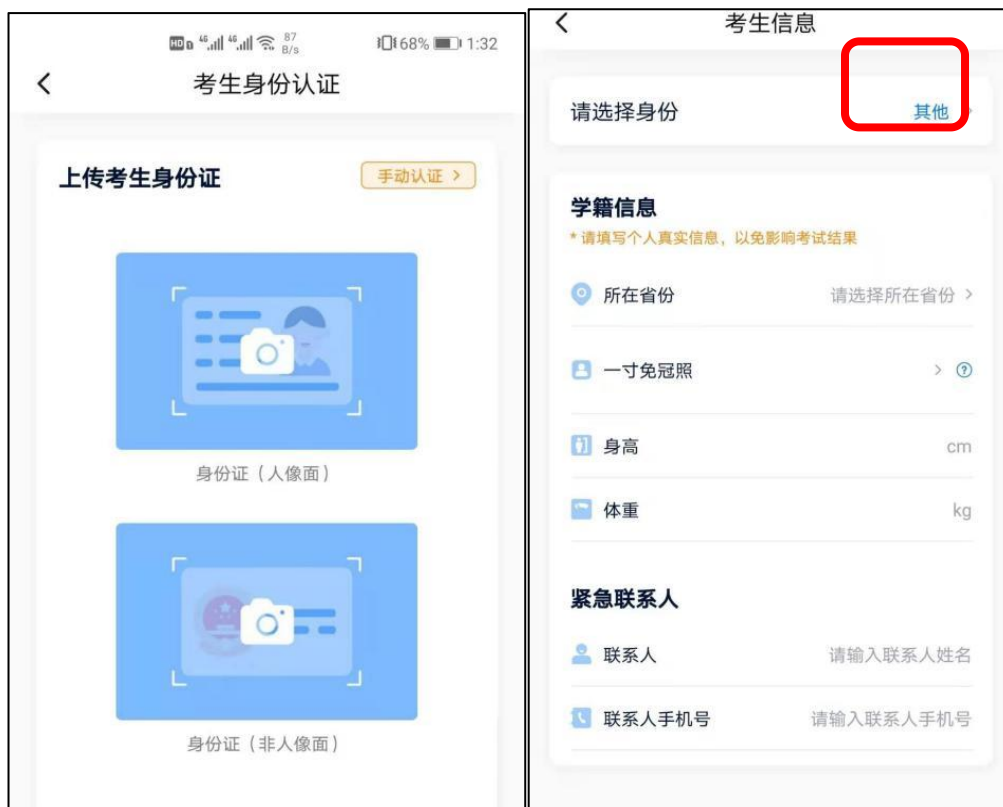 HD 46 46 87 B/s 68% 1:32
考生身份认证
上传考生身份证
手动认证 >
身份证（人像面）
身份证（非人像面）
考生信息
请选择身份 其他
学籍信息
* 请填写个人真实信息，以免影响考试结果
所在省份 请选择所在省份 >
一寸免冠照 > ?
身高 cm
体重 kg
紧急联系人
联系人 请输入联系人姓名
联系人手机号 请输入联系人手机号